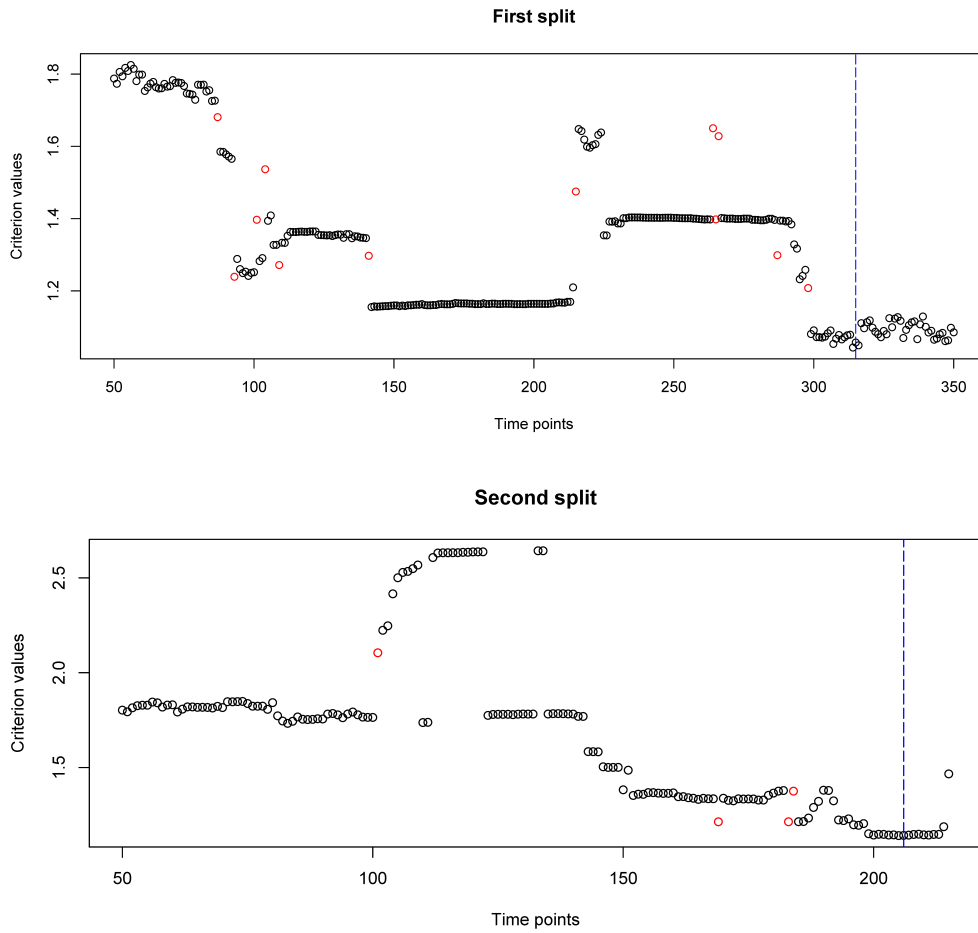 First split
Criterion values
1.8
1.6
1.4
1.2
50 100 150 200 250 300 350
Time points
Second split
Criterion values
2.5
2.0
1.5
50 100 150 200
Time points